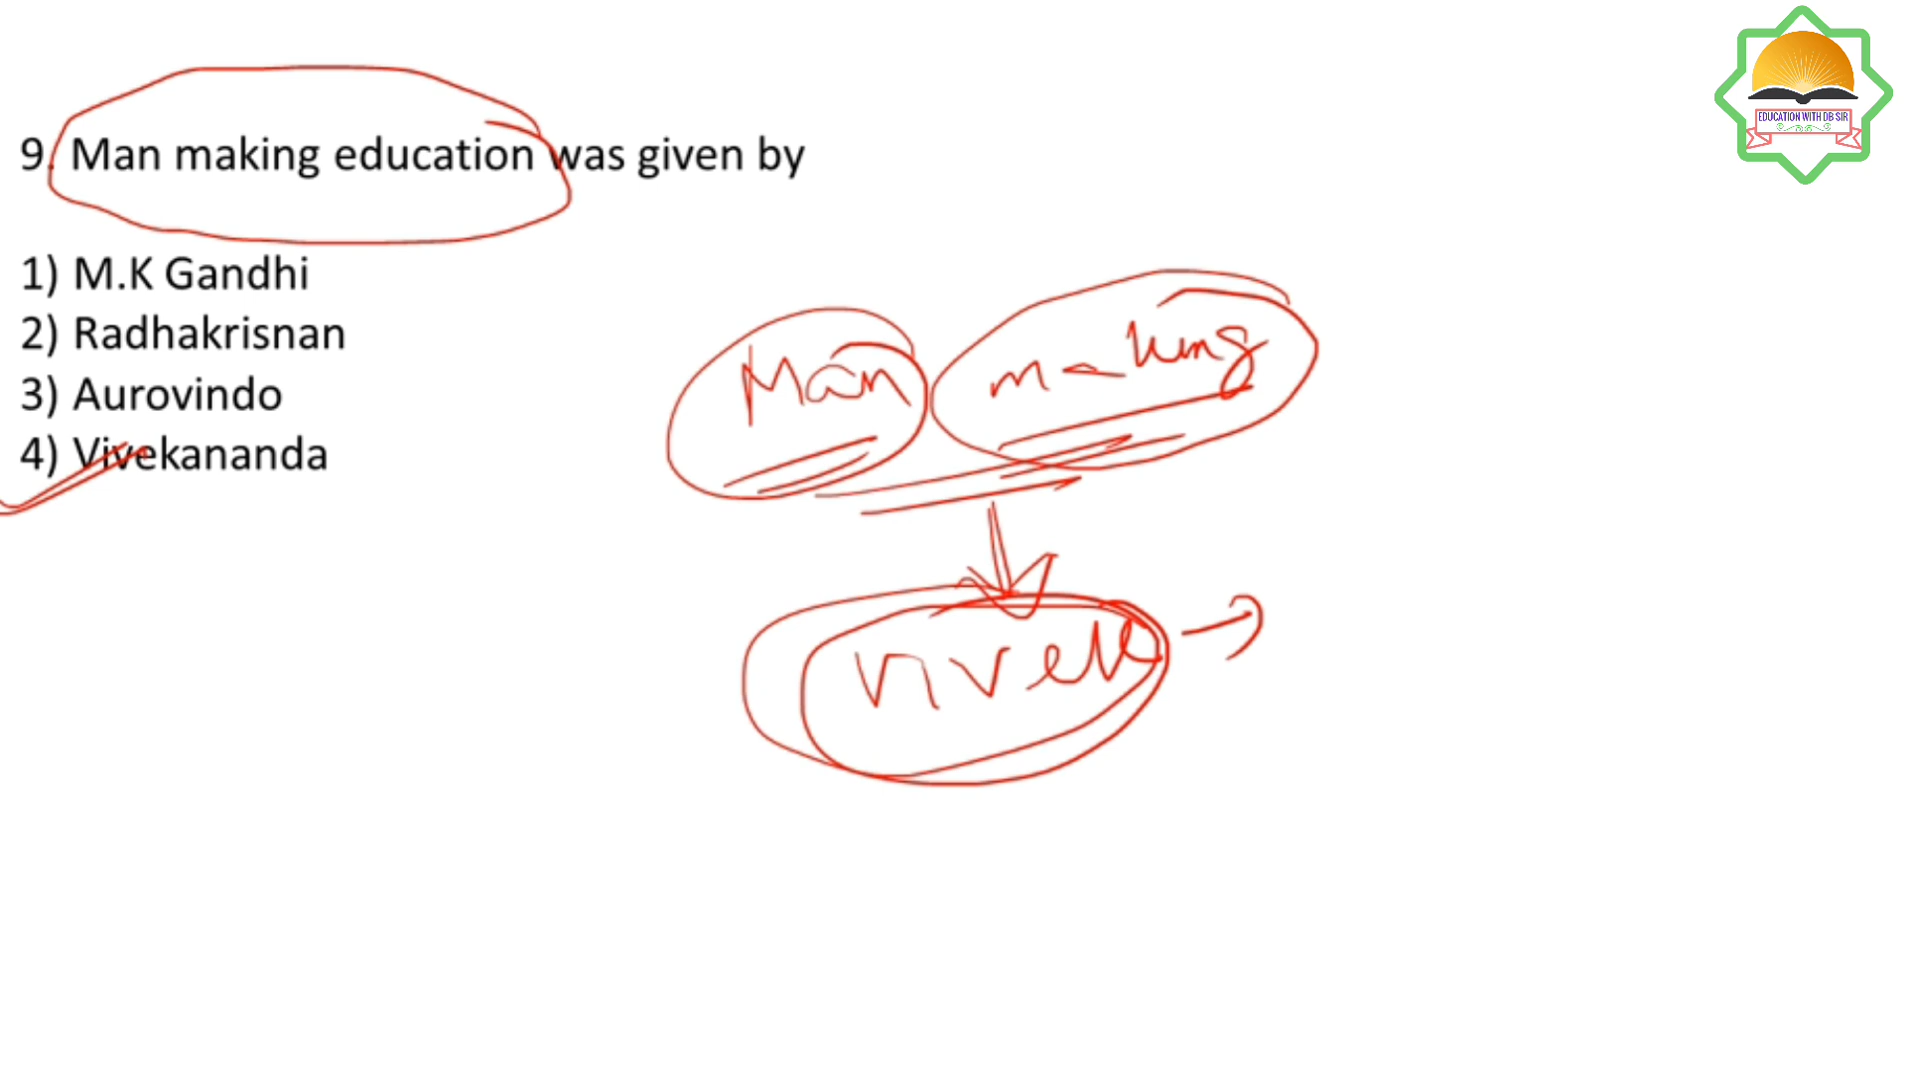 EDUCATION WITH DB SIR
9. Man making education was given by
1) M.K Gandhi
2) Radhakrisnan
3) Aurovindo
4) Vivekananda
Man making